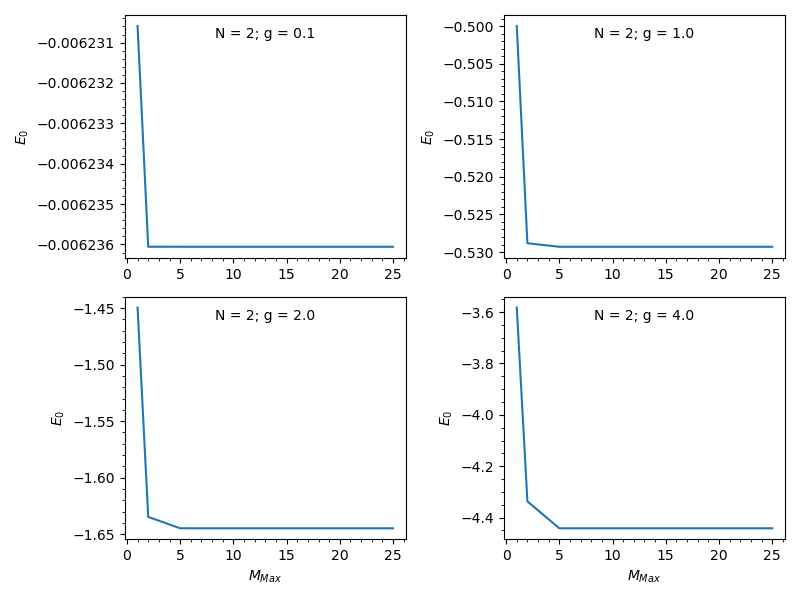 N = 2; g = 0.1
E₀
−0.006231
−0.006232
−0.006233
−0.006234
−0.006235
−0.006236
0 5 10 15 20 25
N = 2; g = 1.0
E₀
−0.500
−0.505
−0.510
−0.515
−0.520
−0.525
−0.530
0 5 10 15 20 25
N = 2; g = 2.0
E₀
−1.45
−1.50
−1.55
−1.60
−1.65
0 5 10 15 20 25
M_Max
N = 2; g = 4.0
E₀
−3.6
−3.8
−4.0
−4.2
−4.4
0 5 10 15 20 25
M_Max